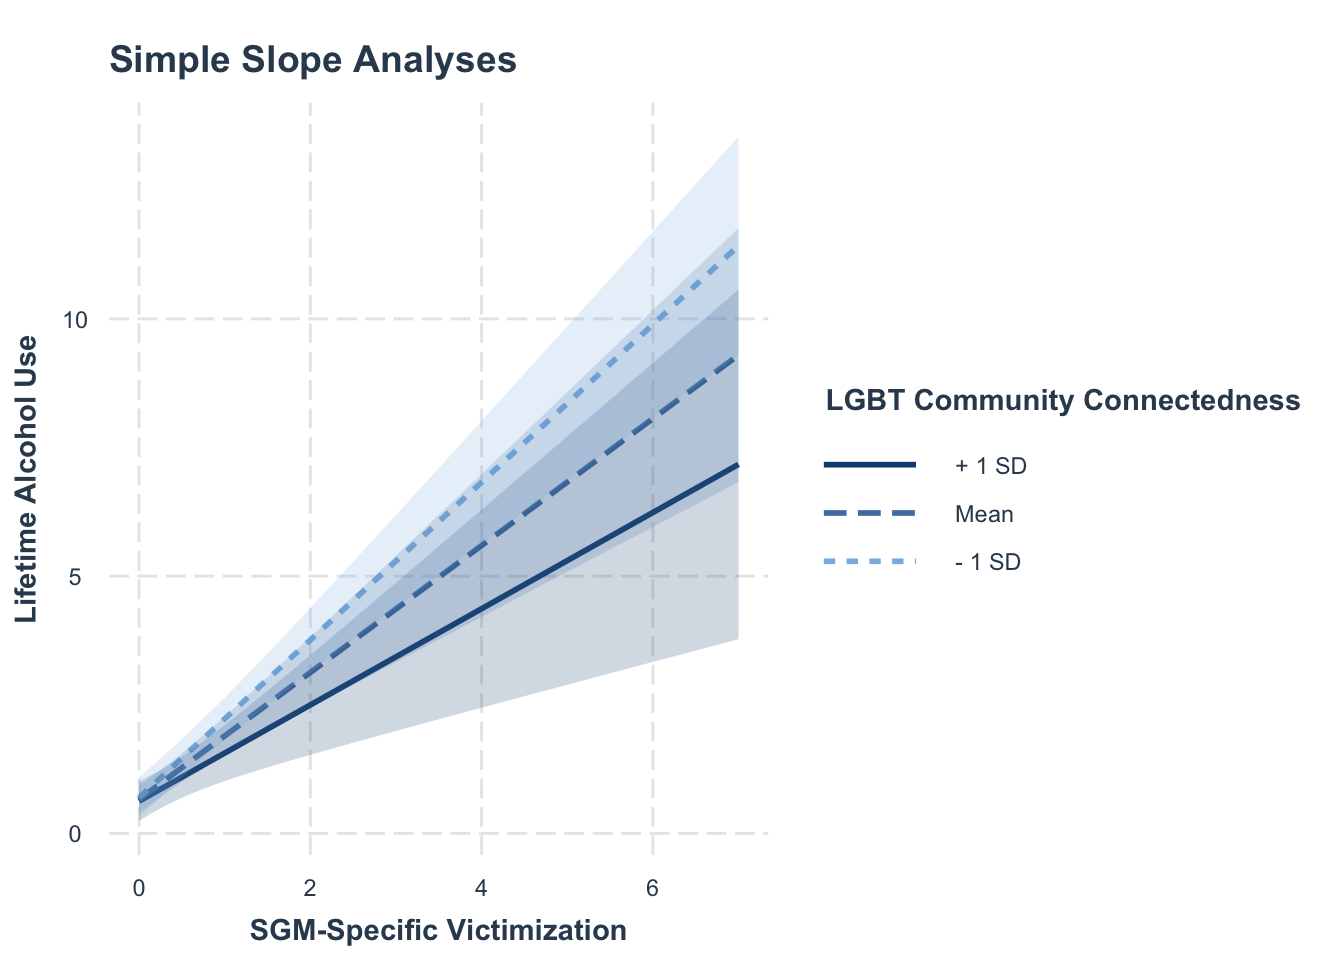 Simple Slope Analyses
Lifetime Alcohol Use
10
5
0
0 2 4 6
SGM-Specific Victimization
LGBT Community Connectedness
+ 1 SD
Mean
- 1 SD